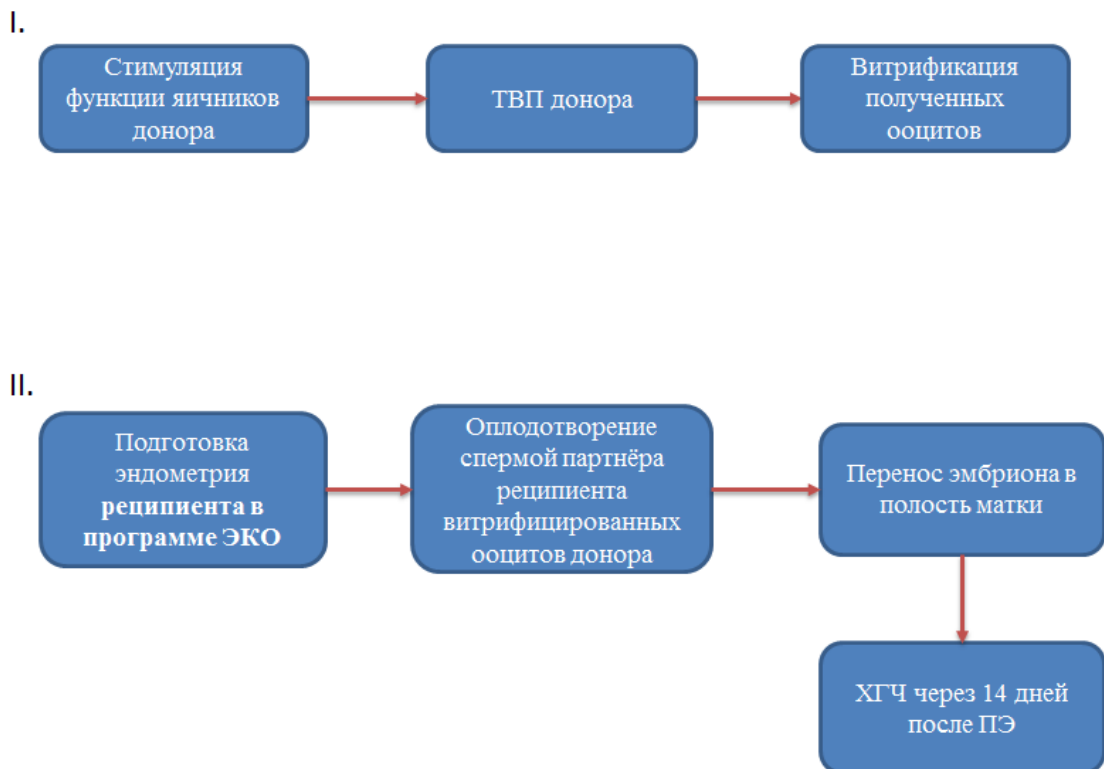 I.
Стимуляция
функции яичников
донора
ТВП донора
Витрификация
полученных
ооцитов
II.
Подготовка
эндометрия
реципиента в
программе ЭКО
Оплодотворение
спермой партнёра
реципиента
витрифицированных
ооцитов донора
Перенос эмбриона в
полость матки
ХГЧ через 14 дней
после ПЭ